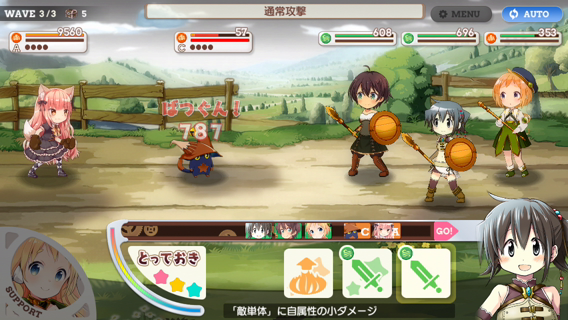 WAVE 3/3 5
通常攻撃
MENU
AUTO
9560
A
57
C
608
696
353
ばつぐん！
787
C
A
GO!
とっておき
SUPPORT
「敵単体」に自属性の小ダメージ